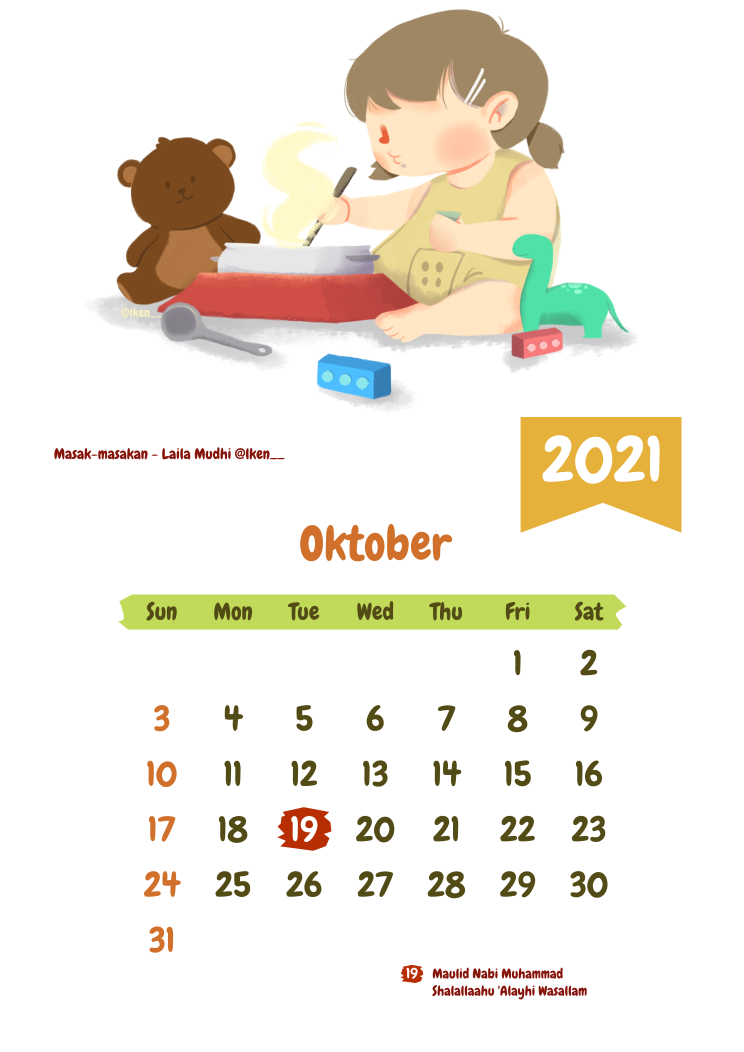 @lken__
Masak-masakan - Laila Mudhi @lken__
2021
Oktober
Sun Mon Tue Wed Thu Fri Sat
1 2
3 4 5 6 7 8 9
10 11 12 13 14 15 16
17 18 19 20 21 22 23
24 25 26 27 28 29 30
31
19 Maulid Nabi Muhammad
Shalallaahu 'Alayhi Wasallam